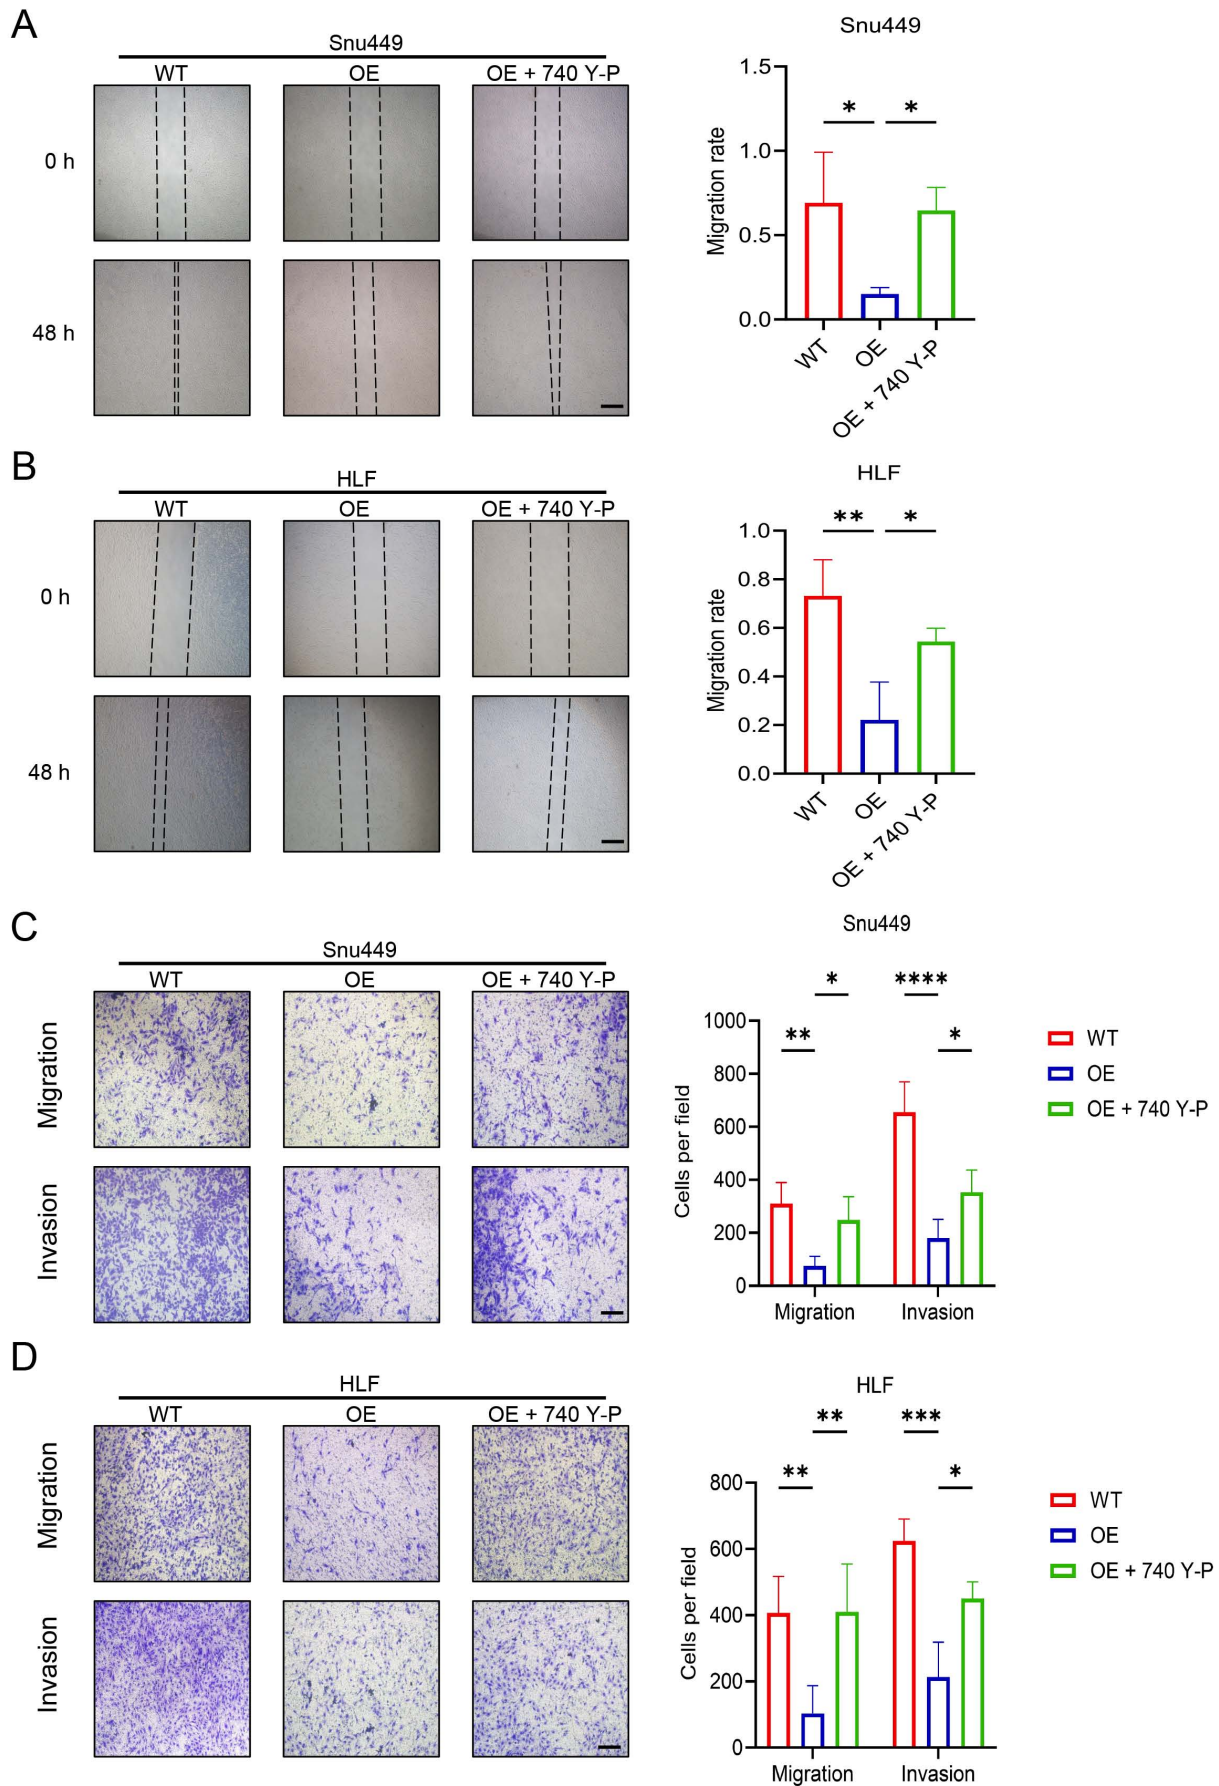 A
Snu449
WT OE OE + 740 Y-P
0 h
48 h
Snu449
Migration rate
1.5
1.0
0.5
0.0
* *
WT OE OE + 740 Y-P
B
HLF
WT OE OE + 740 Y-P
0 h
48 h
HLF
Migration rate
1.0
0.8
0.6
0.4
0.2
0.0
** *
WT OE OE + 740 Y-P
C
Snu449
WT OE OE + 740 Y-P
Migration
Invasion
Snu449
* ****
** *
Cells per field
1000
800
600
400
200
0
Migration Invasion
WT
OE
OE + 740 Y-P
D
HLF
WT OE OE + 740 Y-P
Migration
Invasion
HLF
** ***
** *
Cells per field
800
600
400
200
0
Migration Invasion
WT
OE
OE + 740 Y-P